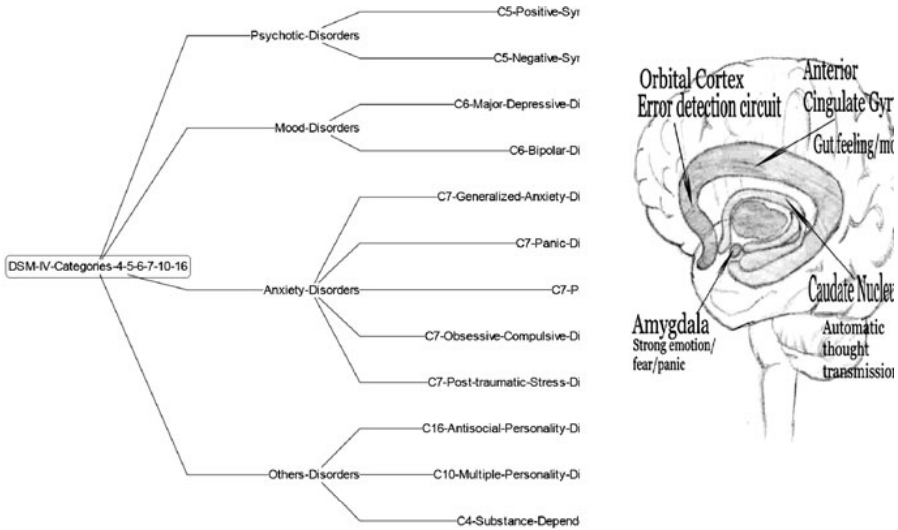 DSM-IV-Categories-4-5-6-7-10-16
Psychotic-Disorders
C5-Positive-Syr
C5-Negative-Syr
Mood-Disorders
C6-Major-Depressive-Di
C6-Bipolar-Di
Anxiety-Disorders
C7-Generalized-Anxiety-Di
C7-Panic-Di
C7-P
C7-Obsessive-Compulsive-Di
C7-Post-traumatic-Stress-Di
Others-Disorders
C16-Antisocial-Personality-Di
C10-Multiple-Personality-Di
C4-Substance-Depend
Orbital Cortex
Error detection circuit
Anterior
Cingulate Gyr
Gut feeling/mo
Caudate Nucleu
Automatic
thought
transmission
Amygdala
Strong emotion/
fear/panic